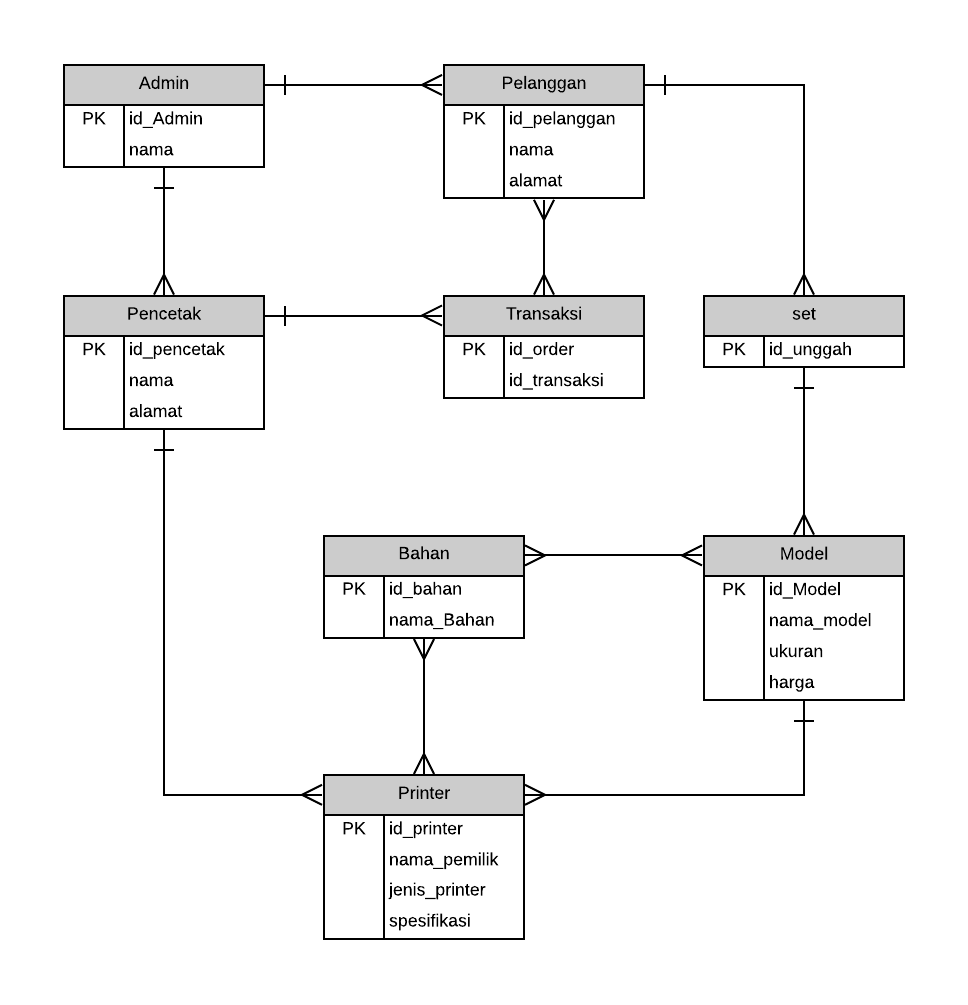 Admin
PK id_Admin
nama
Pelanggan
PK id_pelanggan
nama
alamat
Pencetak
PK id_pencetak
nama
alamat
Transaksi
PK id_order
id_transaksi
set
PK id_unggah
Bahan
PK id_bahan
nama_Bahan
Model
PK id_Model
nama_model
ukuran
harga
Printer
PK id_printer
nama_pemilik
jenis_printer
spesifikasi